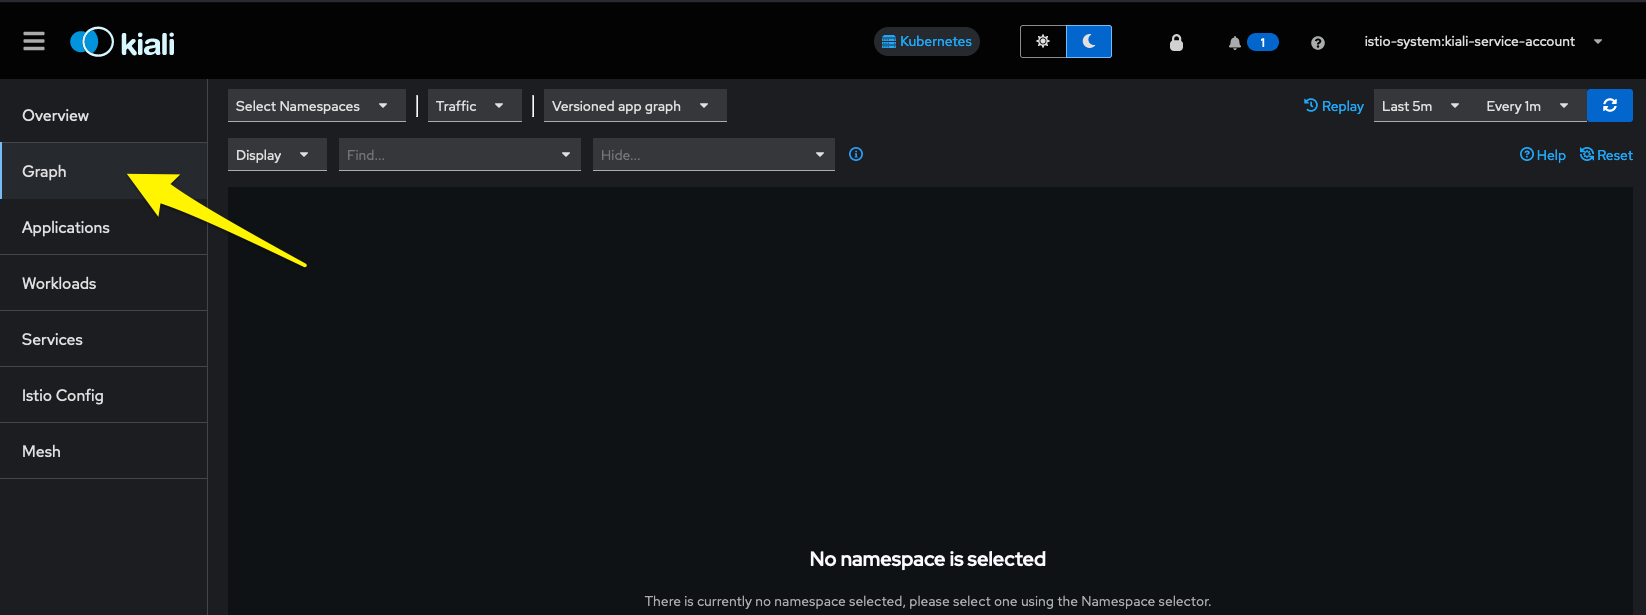 kiali
Kubernetes
1
istio-system:kiali-service-account
Overview
Graph
Applications
Workloads
Services
Istio Config
Mesh
Select Namespaces
Traffic
Versioned app graph
Replay
Last 5m
Every 1m
Display
Find...
Hide...
Help
Reset
No namespace is selected
There is currently no namespace selected, please select one using the Namespace selector.